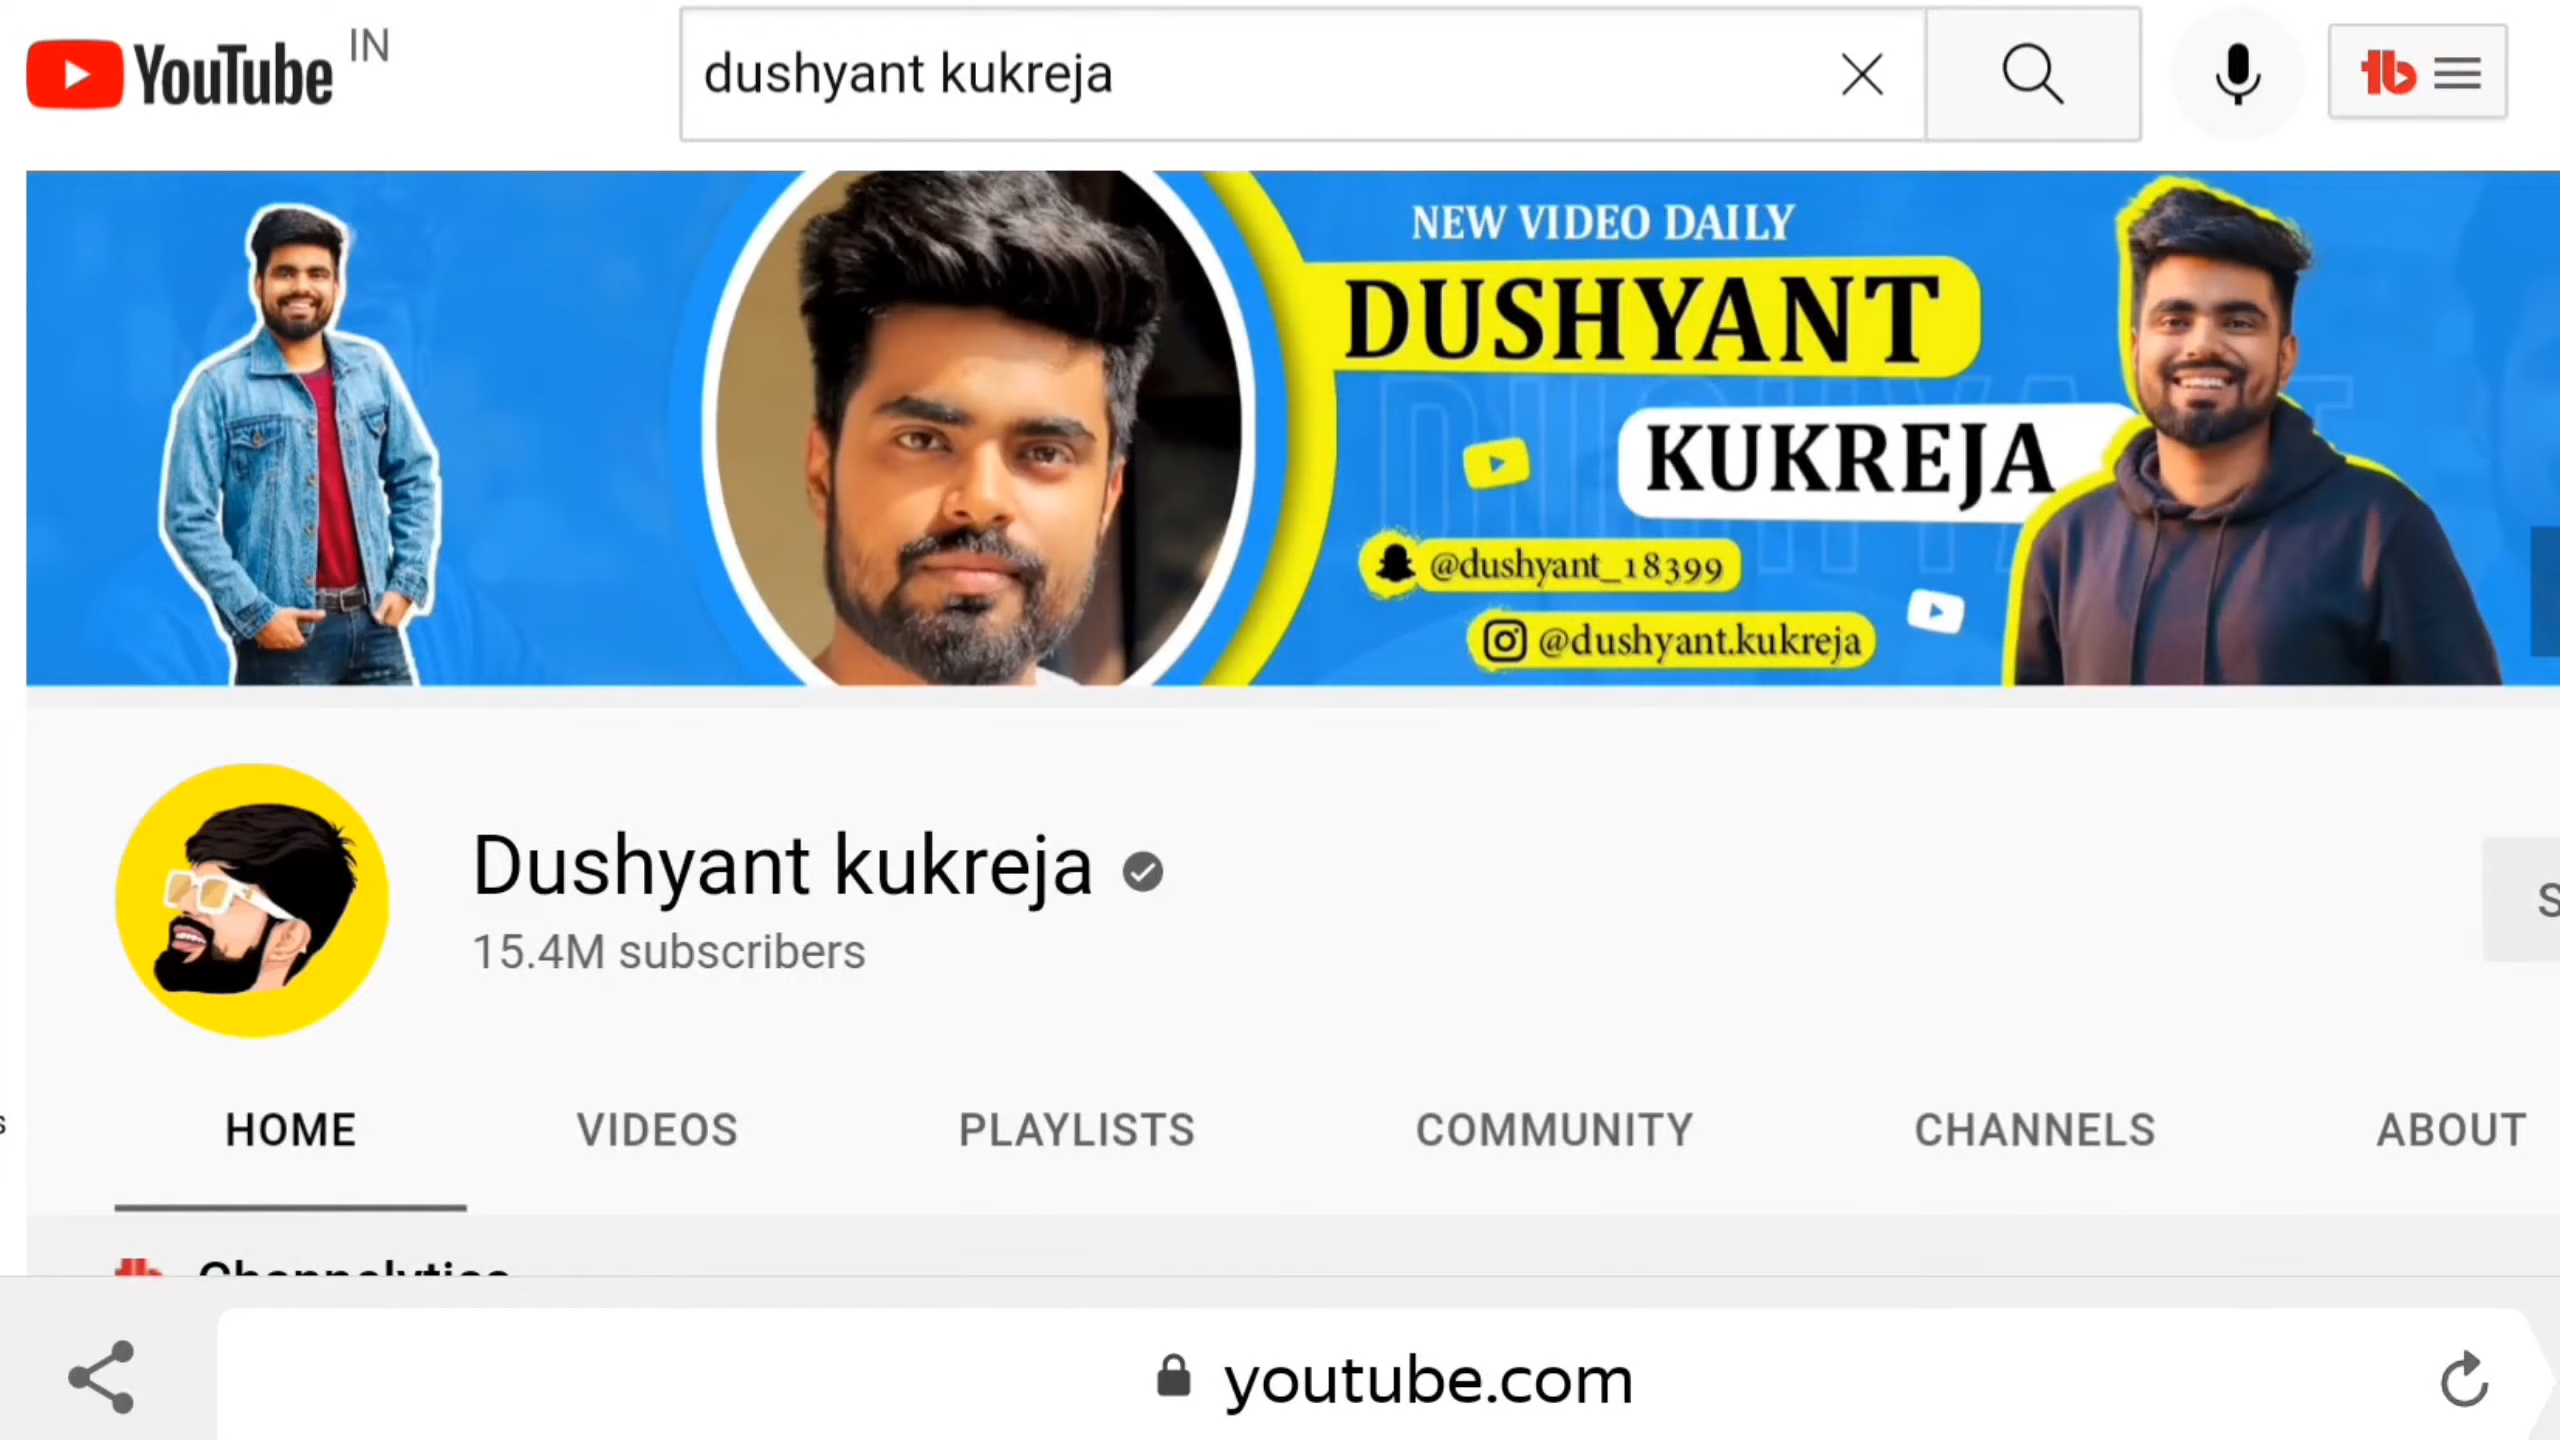 YouTube IN
dushyant kukreja
NEW VIDEO DAILY
DUSHYANT
KUKREJA
@dushyant_18399
@dushyant.kukreja
Dushyant kukreja
15.4M subscribers
HOME VIDEOS PLAYLISTS COMMUNITY CHANNELS ABOUT
youtube.com